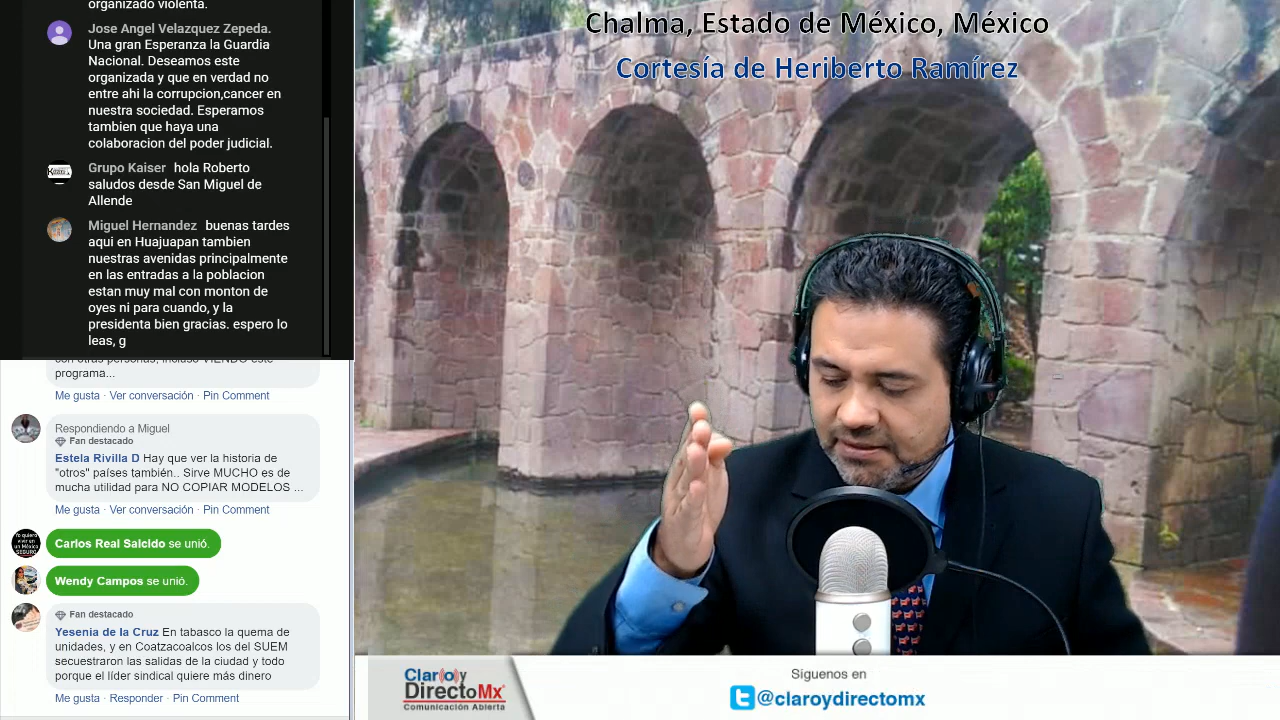 organizado violenta.
Jose Angel Velazquez Zepeda.
Una gran Esperanza la Guardia
Nacional. Deseamos este
organizada y que en verdad no
entre ahi la corrupcion,cancer en
nuestra sociedad. Esperamos
tambien que haya una
colaboracion del poder judicial.
Grupo Kaiser hola Roberto
saludos desde San Miguel de
Allende
Miguel Hernandez buenas tardes
aqui en Huajuapan tambien
nuestras avenidas principalmente
en las entradas a la poblacion
estan muy mal con monton de
oyes ni para cuando, y la
presidenta bien gracias. espero lo
leas, g
con otras personas, incluso VIENDO este
programa...
Me gusta · Ver conversación · Pin Comment
Respondiendo a Miguel
Fan destacado
Estela Rivilla D Hay que ver la historia de
"otros" países también.. Sirve MUCHO es de
mucha utilidad para NO COPIAR MODELOS ...
Me gusta · Ver conversación · Pin Comment
Carlos Real Salcido se unió.
Wendy Campos se unió.
Fan destacado
Yesenia de la Cruz En tabasco la quema de
unidades, y en Coatzacoalcos los del SUEM
secuestraron las salidas de la ciudad y todo
porque el líder sindical quiere más dinero
Me gusta · Responder · Pin Comment
Chalma, Estado de México, México
Cortesía de Heriberto Ramírez
Claro y
DirectoMx
Comunicación Abierta
Síguenos en
@claroydirectomx